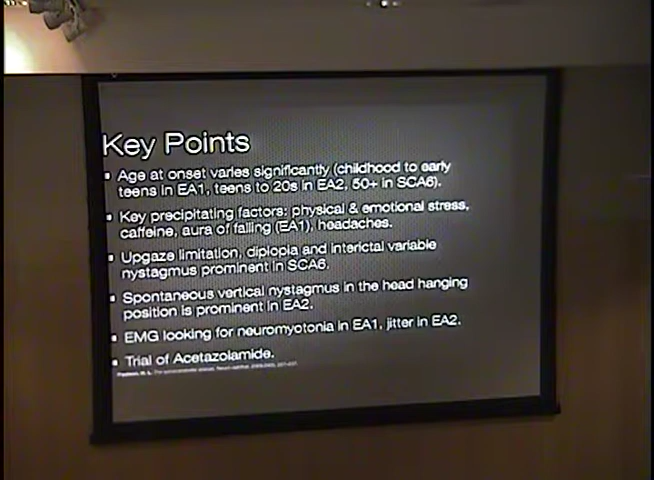 Key Points
Age at onset varies significantly (childhood to early
teens in EA1, teens to 20s in EA2, 50+ in SCA6).
Key precipitating factors: physical & emotional stress,
caffeine, aura of falling (EA1), headaches.
Upgaze limitation, diplopia and interictal variable
nystagmus prominent in SCA6.
Spontaneous vertical nystagmus in the head hanging
position is prominent in EA2.
EMG looking for neuromyotonia in EA1, jitter in EA2.
Trial of Acetazolamide.